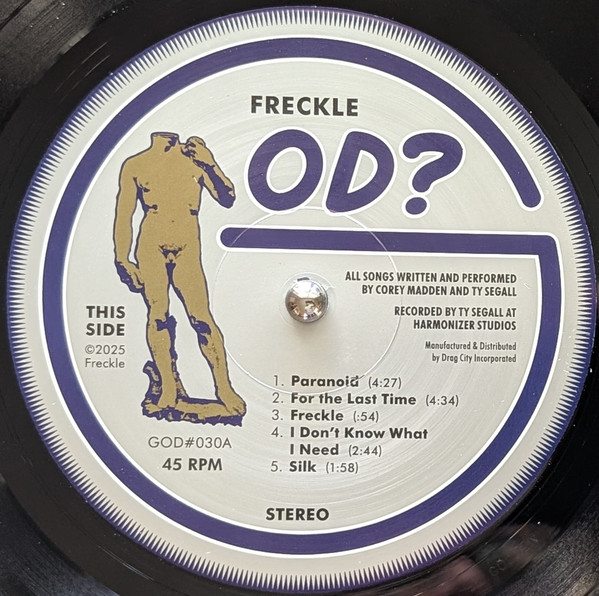 FRECKLE
OD?
ALL SONGS WRITTEN AND PERFORMED
BY COREY MADDEN AND TY SEGALL
RECORDED BY TY SEGALL AT
HARMONIZER STUDIOS
Manufactured & Distributed
by Drag City Incorporated
THIS
SIDE
©2025
Freckle
1. Paranoid (4:27)
2. For the Last Time (4:34)
3. Freckle (:54)
4. I Don't Know What
I Need (2:44)
5. Silk (1:58)
GOD#030A
45 RPM
STEREO